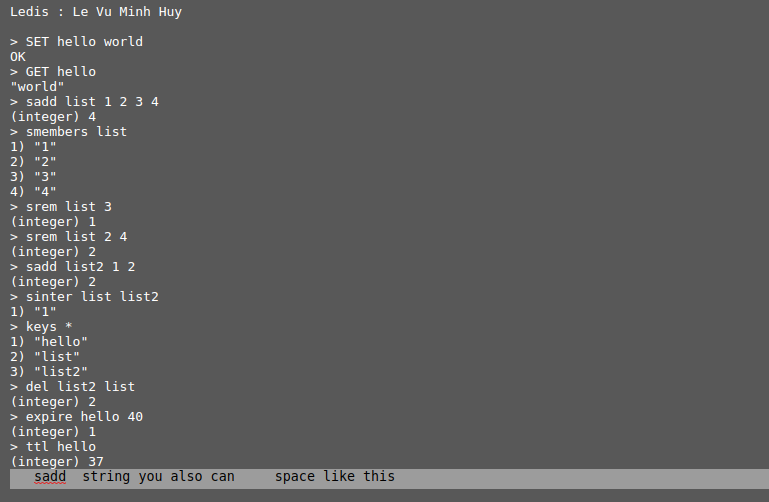 Ledis : Le Vu Minh Huy
> SET hello world
OK
> GET hello
"world"
> sadd list 1 2 3 4
(integer) 4
> smembers list
1) "1"
2) "2"
3) "3"
4) "4"
> srem list 3
(integer) 1
> srem list 2 4
(integer) 2
> sadd list2 1 2
(integer) 2
> sinter list list2
1) "1"
> keys *
1) "hello"
2) "list"
3) "list2"
> del list2 list
(integer) 2
> expire hello 40
(integer) 1
> ttl hello
(integer) 37
sadd  string you also can     space like this